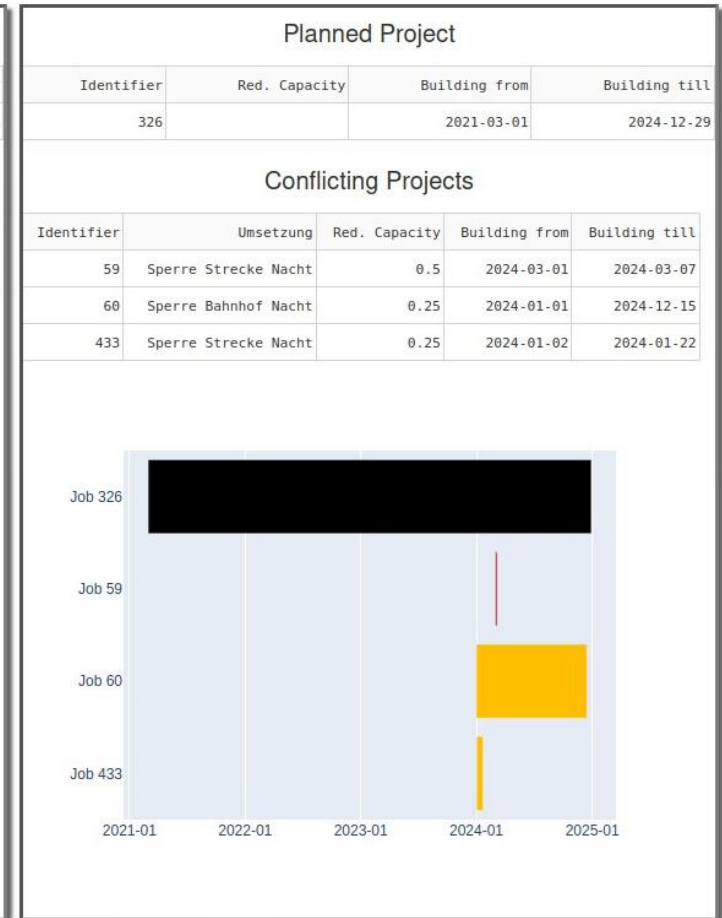 Planned Project
Identifier Red. Capacity Building from Building till
326 2021-03-01 2024-12-29
Conflicting Projects
Identifier Umsetzung Red. Capacity Building from Building till
59 Sperre Strecke Nacht 0.5 2024-03-01 2024-03-07
60 Sperre Bahnhof Nacht 0.25 2024-01-01 2024-12-15
433 Sperre Strecke Nacht 0.25 2024-01-02 2024-01-22
Job 326
Job 59
Job 60
Job 433
2021-01 2022-01 2023-01 2024-01 2025-01